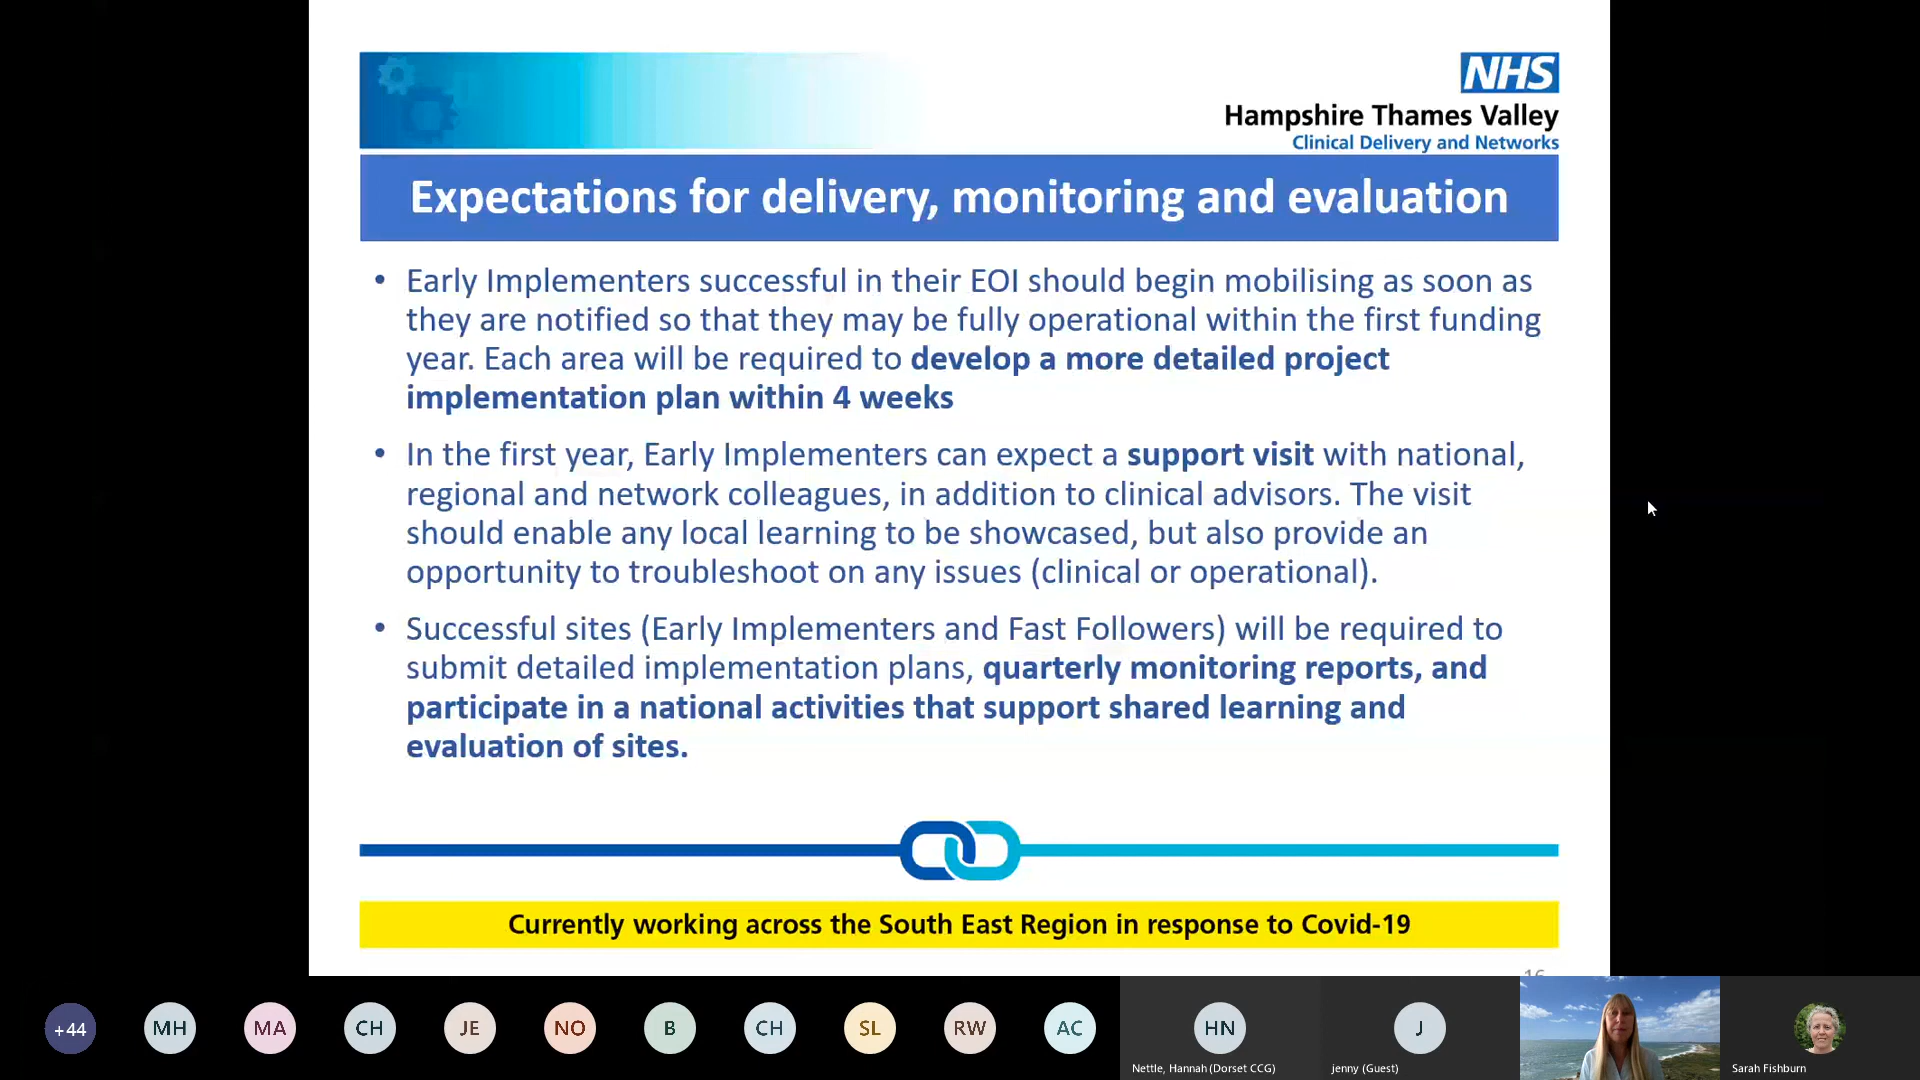 NHS
Hampshire Thames Valley
Clinical Delivery and Networks
Expectations for delivery, monitoring and evaluation
• Early Implementers successful in their EOI should begin mobilising as soon as
they are notified so that they may be fully operational within the first funding
year. Each area will be required to develop a more detailed project
implementation plan within 4 weeks
• In the first year, Early Implementers can expect a support visit with national,
regional and network colleagues, in addition to clinical advisors. The visit
should enable any local learning to be showcased, but also provide an
opportunity to troubleshoot on any issues (clinical or operational).
• Successful sites (Early Implementers and Fast Followers) will be required to
submit detailed implementation plans, quarterly monitoring reports, and
participate in a national activities that support shared learning and
evaluation of sites.
Currently working across the South East Region in response to Covid-19
16
+44 MH MA CH JE NO B CH SL RW AC HN J
Nettle, Hannah (Dorset CCG) jenny (Guest) Sarah Fishburn